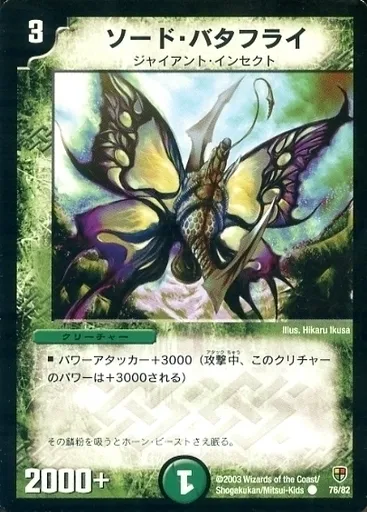 3
ソード・バタフライ
ジャイアント・インセクト
Illus. Hikaru Ikusa
クリーチャー
■ パワーアタッカー+3000（攻撃中、このクリチャー
のパワーは+3000される）
その鱗粉を吸うとホーン・ビーストさえ眠る。
2000+
1
©2003 Wizards of the Coast/
Shogakukan/Mitsui-Kids
76/82